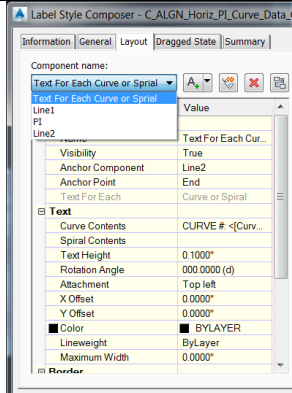 Label Style Composer - C_ALGN_Horiz_PI_Curve_Data_
Information General Layout Dragged State Summary
Component name:
Text For Each Curve or Sprial
Text For Each Curve or Sprial
Line1
PI
Line2
Value
Name Text For Each Cur...
Visibility True
Anchor Component Line2
Anchor Point End
Text For Each Curve or Spiral
Text
Curve Contents CURVE #: <[Curv...
Spiral Contents
Text Height 0.1000"
Rotation Angle 000.0000 (d)
Attachment Top left
X Offset 0.0000"
Y Offset 0.0000"
Color BYLAYER
Lineweight ByLayer
Maximum Width 0.0000"
Border